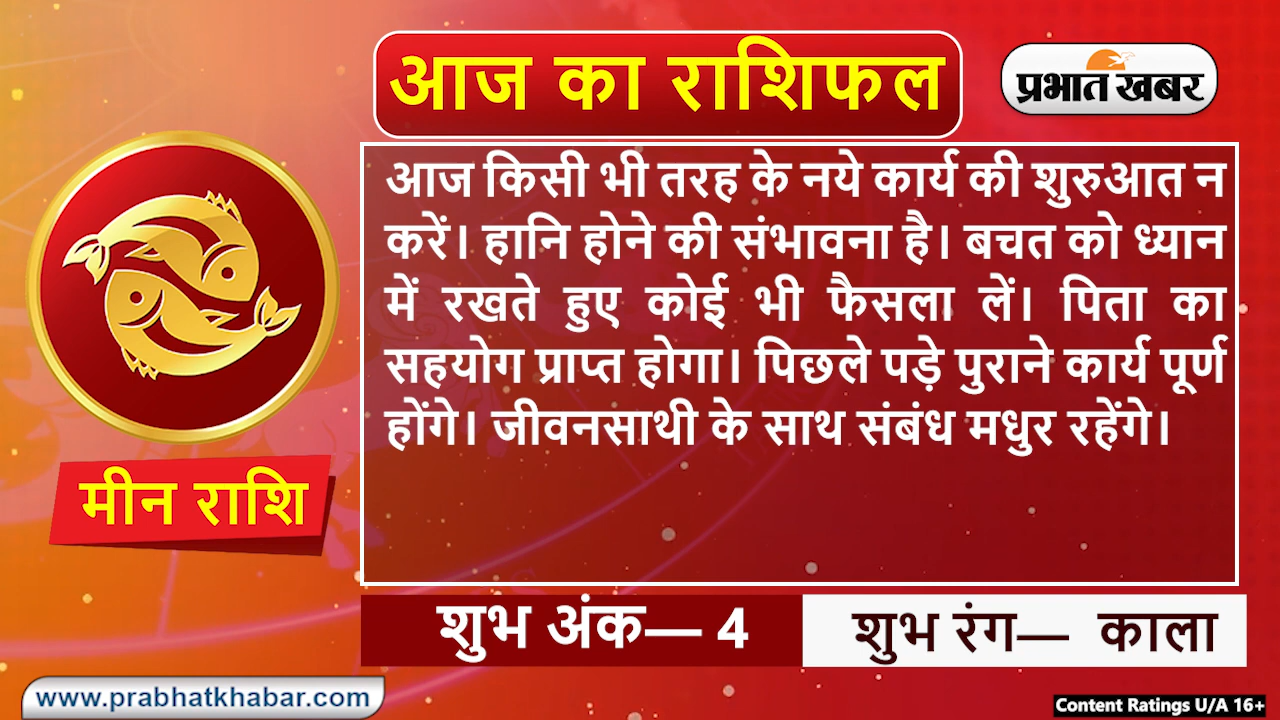 आज का राशिफल
प्रभात खबर
आज किसी भी तरह के नये कार्य की शुरुआत न
करें। हानि होने की संभावना है। बचत को ध्यान
में रखते हुए कोई भी फैसला लें। पिता का
सहयोग प्राप्त होगा। पिछले पड़े पुराने कार्य पूर्ण
होंगे। जीवनसाथी के साथ संबंध मधुर रहेंगे।
मीन राशि
शुभ अंक— 4
शुभ रंग— काला
www.prabhatkhabar.com
Content Ratings U/A 16+